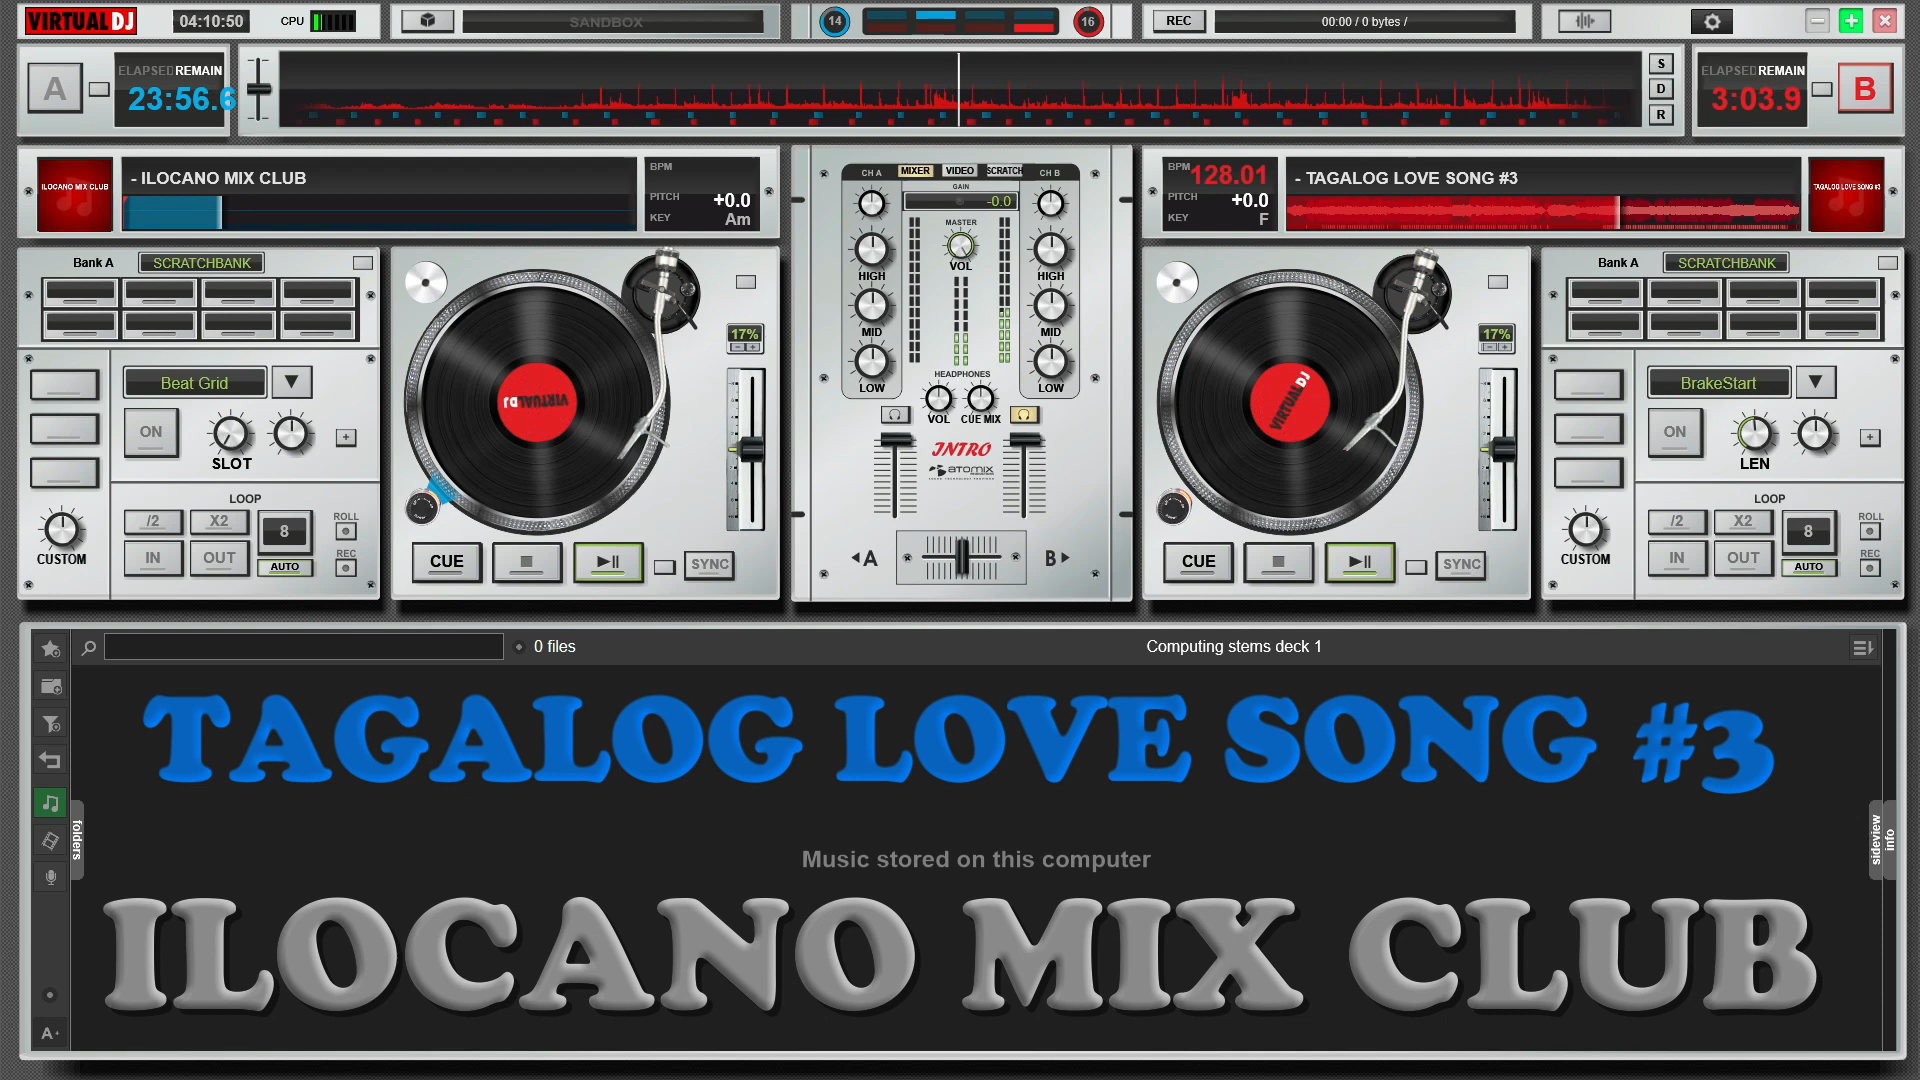 VIRTUAL DJ
04:10:50
CPU
SANDBOX
14
16
REC
00:00 / 0 bytes /
A
ELAPSED REMAIN
23:56.6
S
D
R
ELAPSED REMAIN
3:03.9
B
ILOCANO MIX CLUB
- ILOCANO MIX CLUB
BPM
PITCH +0.0
KEY Am
CH A
MIXER
VIDEO
SCRATCH
CH B
GAIN
-0.0
MASTER
VOL
HIGH
HIGH
MID
MID
LOW
LOW
HEADPHONES
VOL
CUE MIX
INTRO
atomix
A
B
BPM 128.01
PITCH +0.0
KEY F
- TAGALOG LOVE SONG #3
TAGALOG LOVE SONG #3
Bank A
SCRATCHBANK
Beat Grid
ON
SLOT
+
LOOP
/2
X2
8
ROLL
IN
OUT
AUTO
REC
CUSTOM
17%
VIRTUAL DJ
CUE
SYNC
17%
VIRTUAL DJ
CUE
SYNC
Bank A
SCRATCHBANK
BrakeStart
ON
LEN
+
LOOP
/2
X2
8
ROLL
IN
OUT
AUTO
REC
CUSTOM
0 files
Computing stems deck 1
TAGALOG LOVE SONG #3
folders
sideview
info
Music stored on this computer
ILOCANO MIX CLUB
A